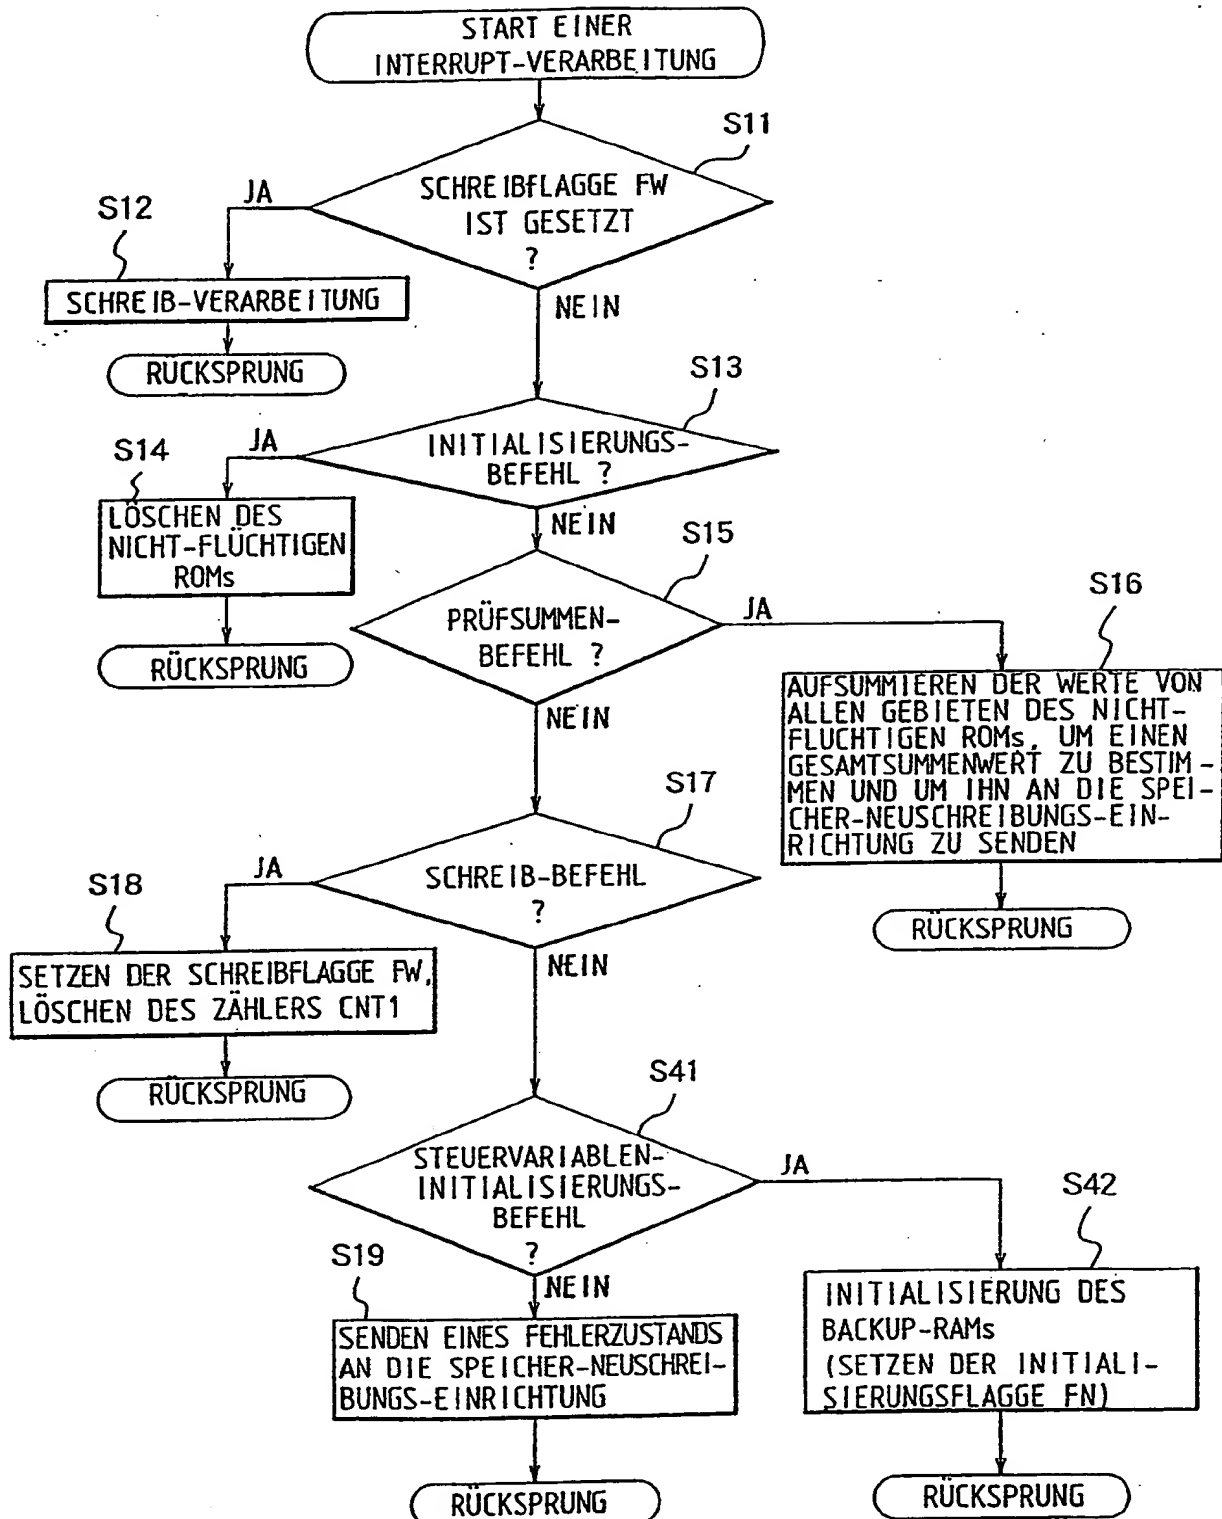 START EINER
INTERRUPT-VERARBEITUNG
S11
SCHREIBFLAGGE FW
IST GESETZT
?
JA
S12
SCHREIB-VERARBEITUNG
RÜCKSPRUNG
NEIN
S13
INITIALISIERUNGS-
BEFEHL ?
JA
S14
LÖSCHEN DES
NICHT-FLÜCHTIGEN
ROMs
RÜCKSPRUNG
NEIN
S15
PRÜFSUMMEN-
BEFEHL ?
JA
S16
AUFSUMMIEREN DER WERTE VON
ALLEN GEBIETEN DES NICHT-
FLUCHTIGEN ROMs, UM EINEN
GESAMTSUMMENWERT ZU BESTIM-
MEN UND UM IHN AN DIE SPEI-
CHER-NEUSCHREIBUNGS-EIN-
RICHTUNG ZU SENDEN
RÜCKSPRUNG
NEIN
S17
SCHREIB-BEFEHL
?
JA
S18
SETZEN DER SCHREIBFLAGGE FW,
LÖSCHEN DES ZÄHLERS CNT1
RÜCKSPRUNG
NEIN
S41
STEUERVARIABLEN-
INITIALISIERUNGS-
BEFEHL
?
JA
S42
INITIALISIERUNG DES
BACKUP-RAMs
(SETZEN DER INITIALI-
SIERUNGSFLAGGE FN)
RÜCKSPRUNG
NEIN
S19
SENDEN EINES FEHLERZUSTANDS
AN DIE SPEICHER-NEUSCHREI-
BUNGS-EINRICHTUNG
RÜCKSPRUNG